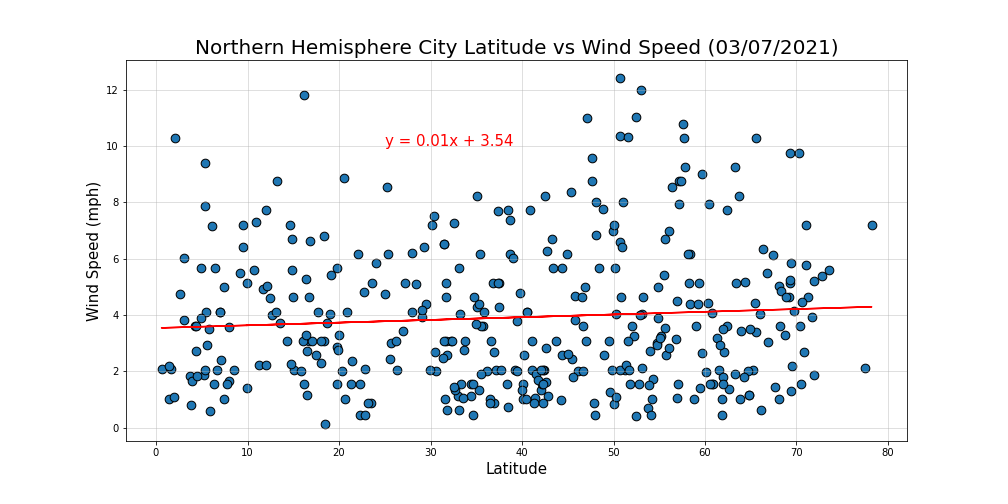 Northern Hemisphere City Latitude vs Wind Speed (03/07/2021)
12
10
8
6
4
2
0
Wind Speed (mph)
y = 0.01x + 3.54
0 10 20 30 40 50 60 70 80
Latitude